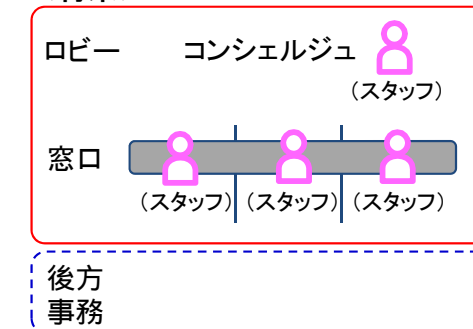 ロビー コンシェルジュ
(スタッフ)
窓口
(スタッフ) (スタッフ) (スタッフ)
後方
事務